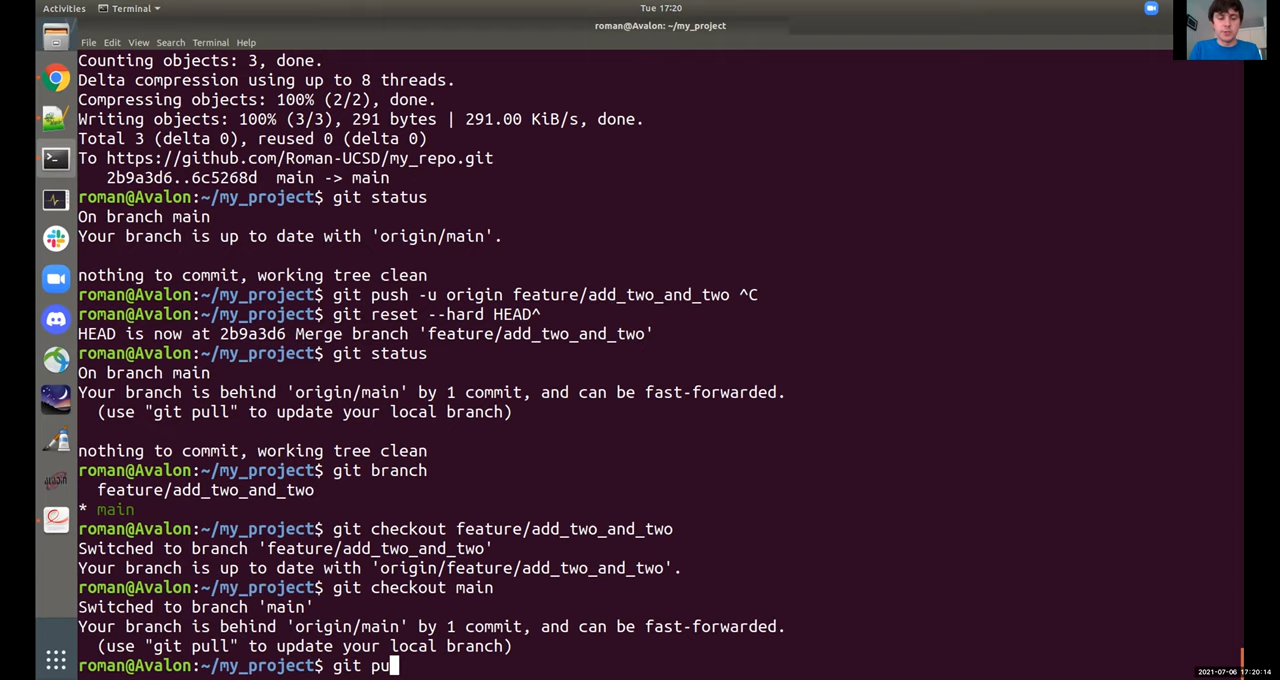 Activities Terminal Tue 17:20
roman@Avalon: ~/my_project
File Edit View Search Terminal Help
Counting objects: 3, done.
Delta compression using up to 8 threads.
Compressing objects: 100% (2/2), done.
Writing objects: 100% (3/3), 291 bytes | 291.00 KiB/s, done.
Total 3 (delta 0), reused 0 (delta 0)
To https://github.com/Roman-UCSD/my_repo.git
   2b9a3d6..6c5268d  main -> main
roman@Avalon:~/my_project$ git status
On branch main
Your branch is up to date with 'origin/main'.
nothing to commit, working tree clean
roman@Avalon:~/my_project$ git push -u origin feature/add_two_and_two ^C
roman@Avalon:~/my_project$ git reset --hard HEAD^
HEAD is now at 2b9a3d6 Merge branch 'feature/add_two_and_two'
roman@Avalon:~/my_project$ git status
On branch main
Your branch is behind 'origin/main' by 1 commit, and can be fast-forwarded.
  (use "git pull" to update your local branch)
nothing to commit, working tree clean
roman@Avalon:~/my_project$ git branch
  feature/add_two_and_two
* main
roman@Avalon:~/my_project$ git checkout feature/add_two_and_two
Switched to branch 'feature/add_two_and_two'
Your branch is up to date with 'origin/feature/add_two_and_two'.
roman@Avalon:~/my_project$ git checkout main
Switched to branch 'main'
Your branch is behind 'origin/main' by 1 commit, and can be fast-forwarded.
  (use "git pull" to update your local branch)
roman@Avalon:~/my_project$ git pu
2021-07-06 17:20:14